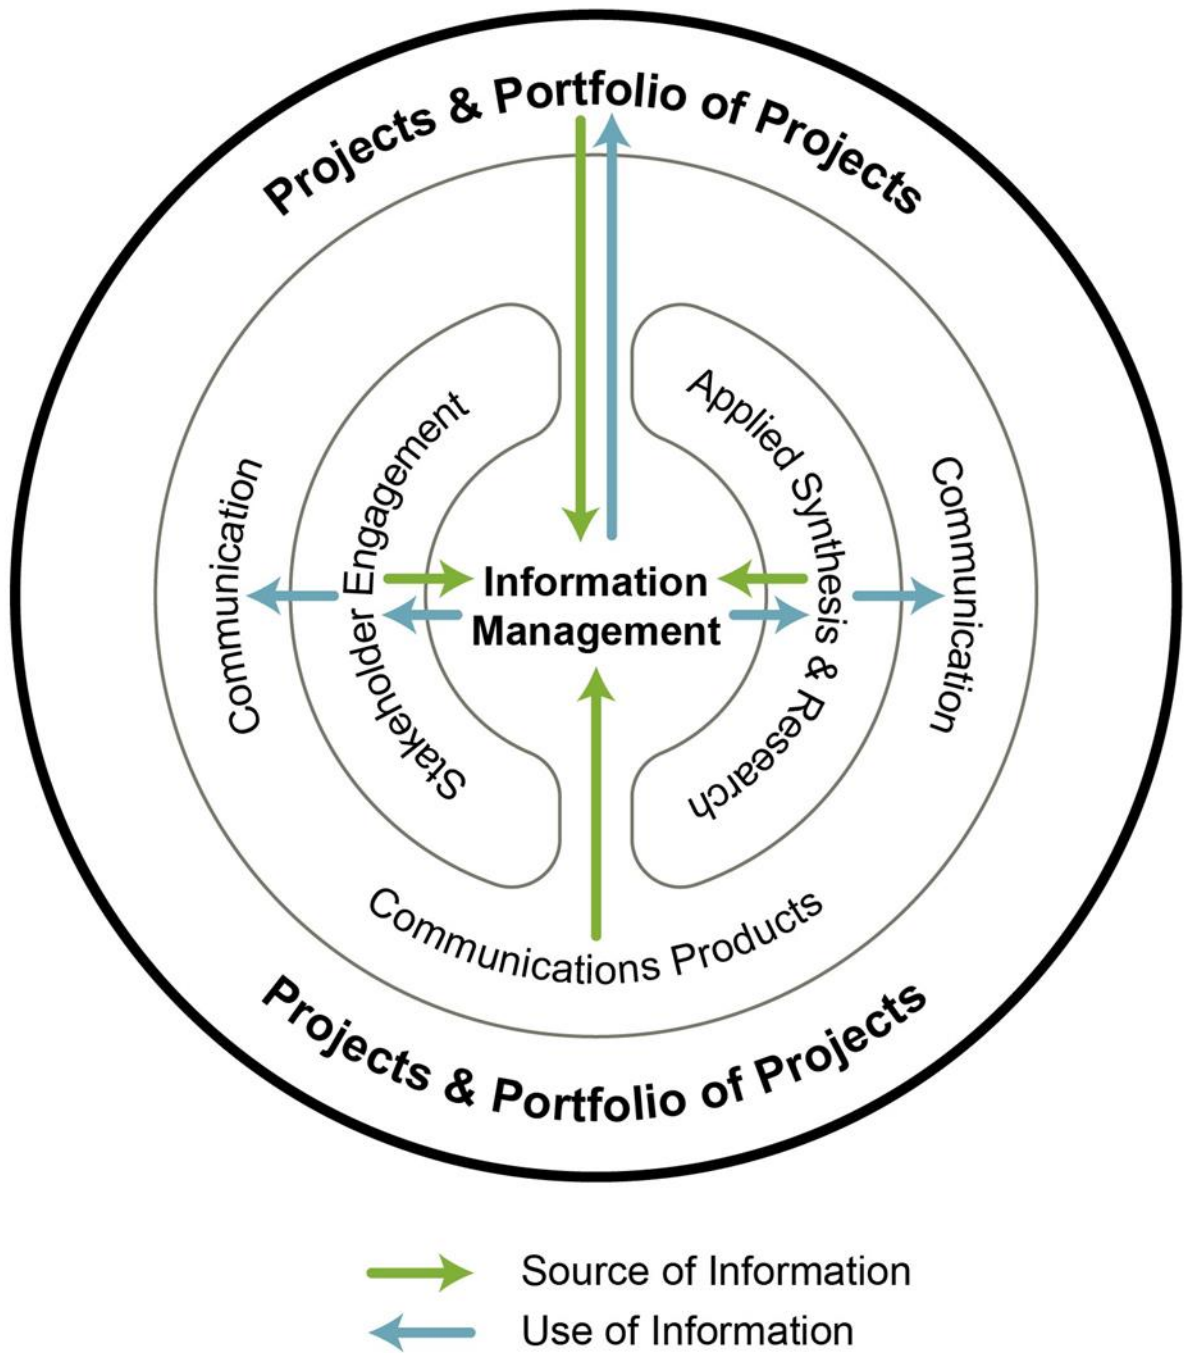 Projects & Portfolio of Projects
Stakeholder Engagement
Applied Synthesis & Research
Communication
Communication
Information
Management
Communications Products
Projects & Portfolio of Projects
Source of Information
Use of Information